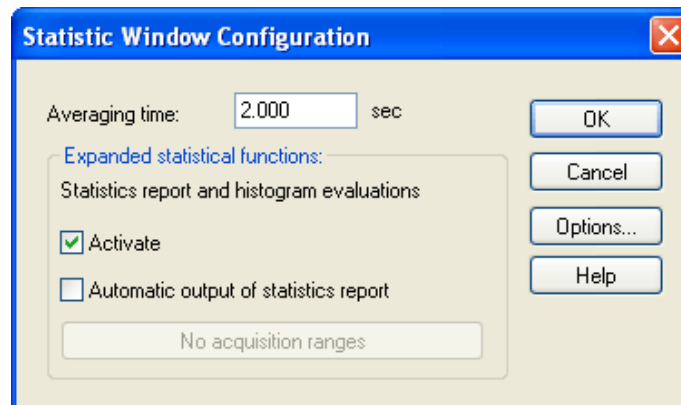 Statistic Window Configuration
Averaging time: 2.000 sec
Expanded statistical functions:
Statistics report and histogram evaluations
Activate
Automatic output of statistics report
No acquisition ranges
OK
Cancel
Options...
Help